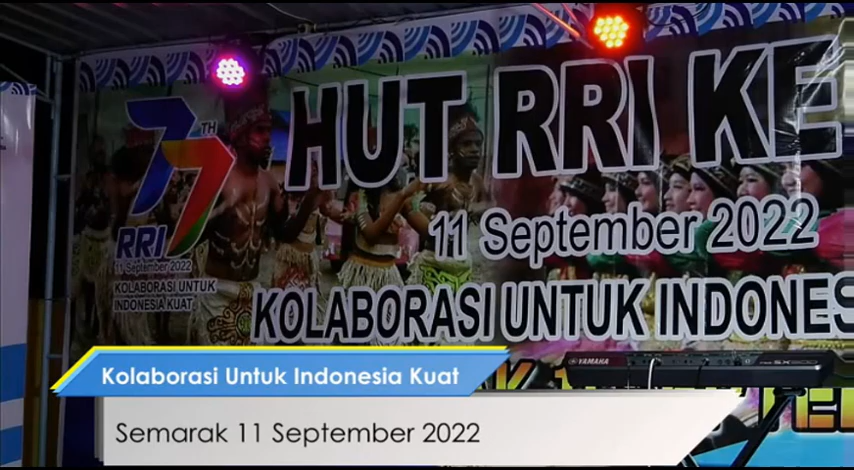 HUT RRI KE
11 September 2022
KOLABORASI UNTUK INDONES
77TH
RRI
11 September 2022
KOLABORASI UNTUK
INDONESIA KUAT
YAMAHA
Kolaborasi Untuk Indonesia Kuat
Semarak 11 September 2022